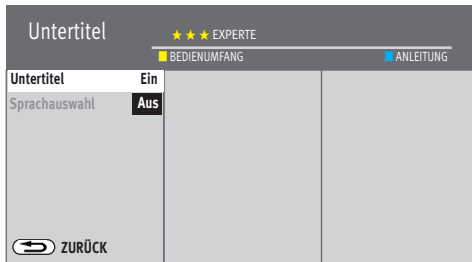 Untertitel
★ ★ ★ EXPERTE
BEDIENUMFANG
ANLEITUNG
Untertitel Ein
Sprachauswahl Aus
ZURÜCK